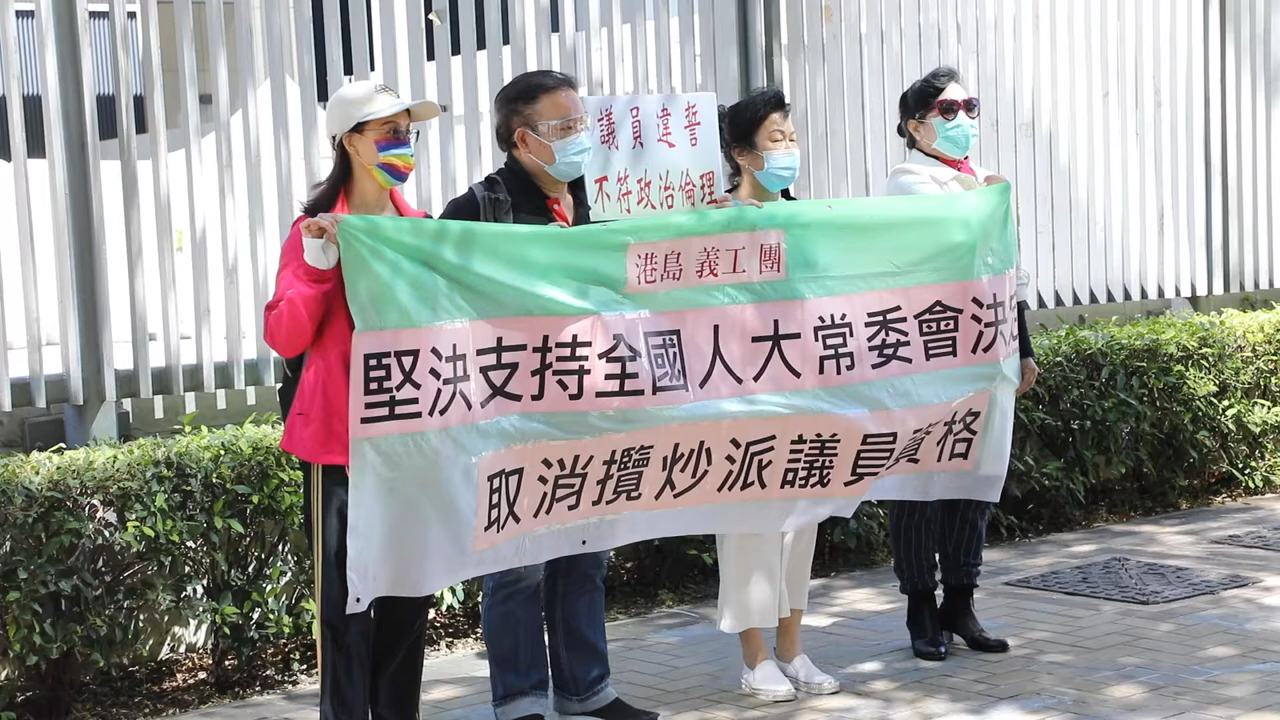 議員違誓
不符政治倫理
港島 義工 團
堅決支持全國人大常委會決定
取消攬炒派議員資格